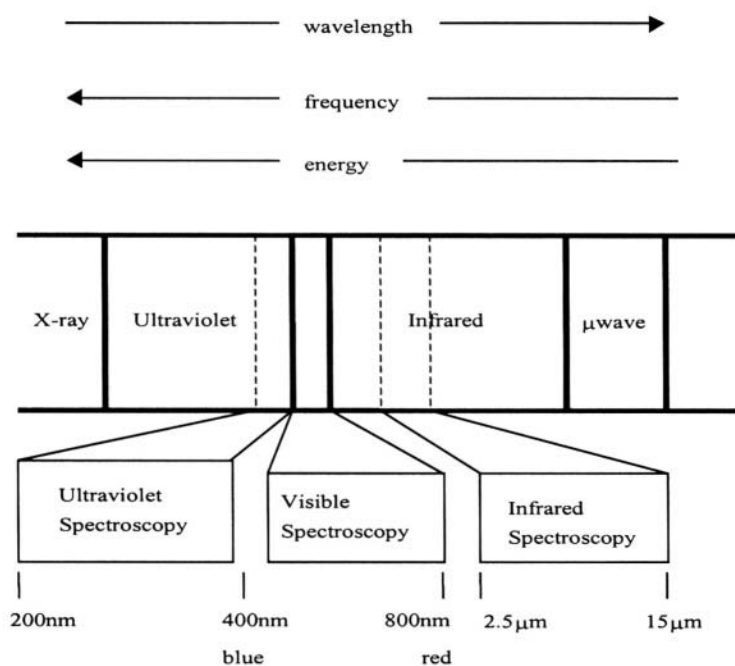 wavelength
frequency
energy
X-ray
Ultraviolet
Infrared
μwave
Ultraviolet
Spectroscopy
Visible
Spectroscopy
Infrared
Spectroscopy
200nm
400nm
800nm
2.5μm
15μm
blue
red